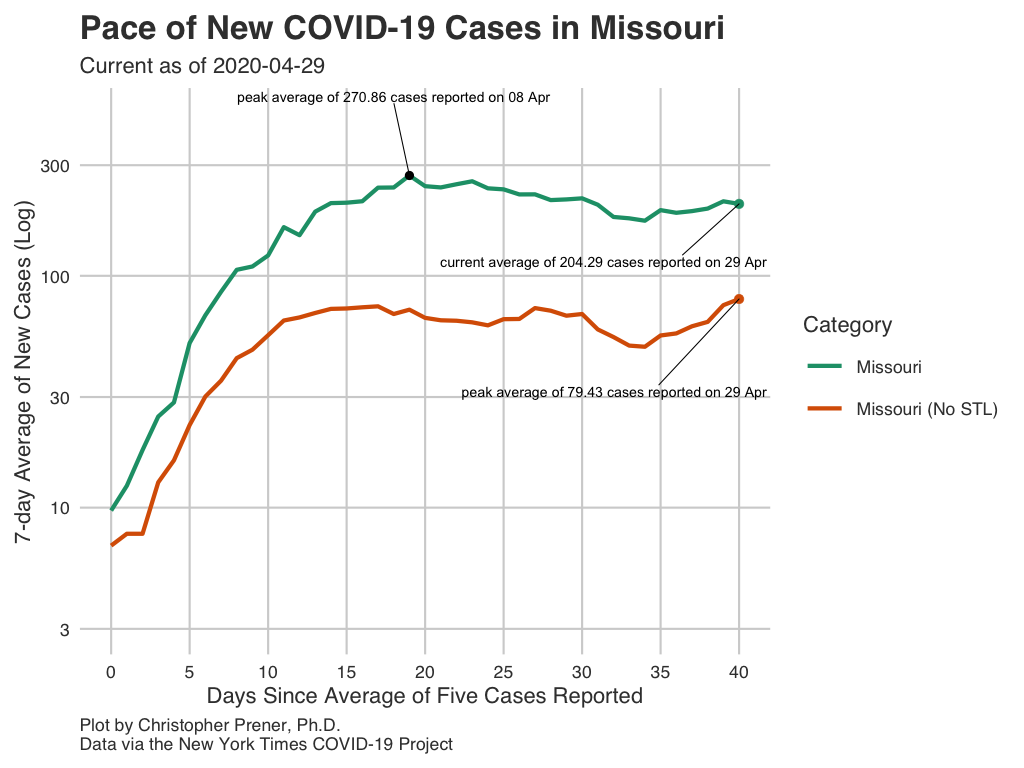 Pace of New COVID-19 Cases in Missouri
Current as of 2020-04-29
peak average of 270.86 cases reported on 08 Apr
300
current average of 204.29 cases reported on 29 Apr
100
7-day Average of New Cases (Log)
Category
Missouri
peak average of 79.43 cases reported on 29 Apr
30
Missouri (No STL)
10
3
0 5 10 15 20 25 30 35 40
Days Since Average of Five Cases Reported
Plot by Christopher Prener, Ph.D.
Data via the New York Times COVID-19 Project